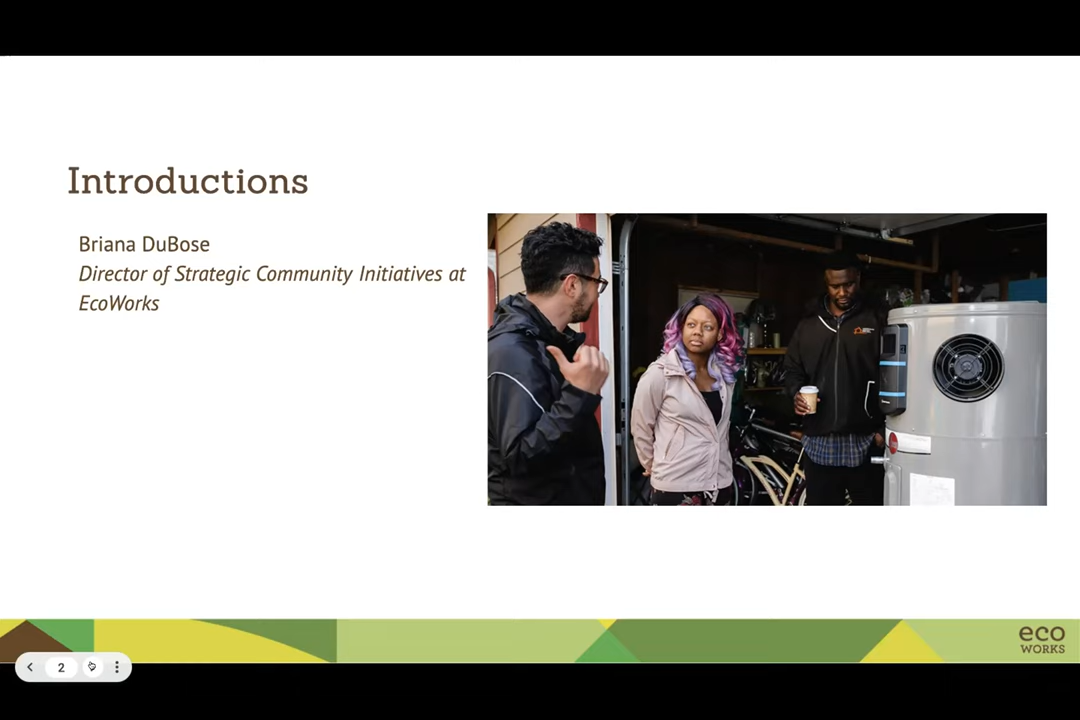 Introductions
Briana DuBose
Director of Strategic Community Initiatives at
EcoWorks
eco
WORKS
2